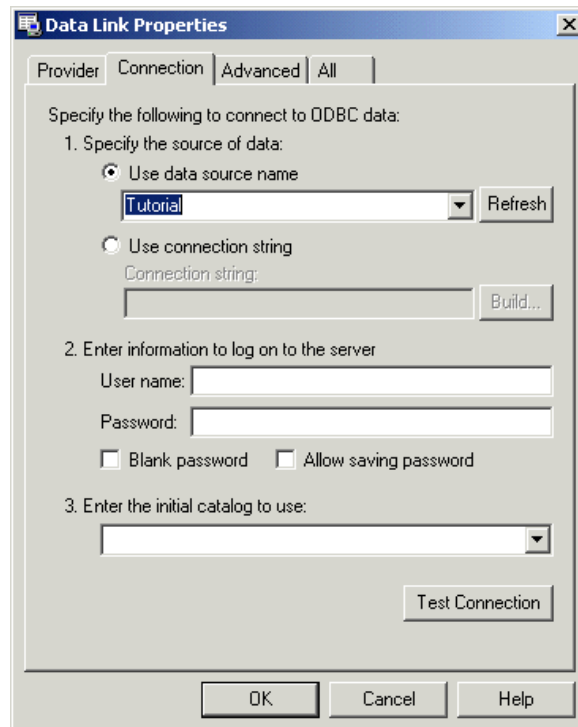 Data Link Properties
Provider Connection Advanced All
Specify the following to connect to ODBC data:
1. Specify the source of data:
Use data source name
Tutorial Refresh
Use connection string
Connection string:
Build...
2. Enter information to log on to the server
User name:
Password:
Blank password Allow saving password
3. Enter the initial catalog to use:
Test Connection
OK Cancel Help